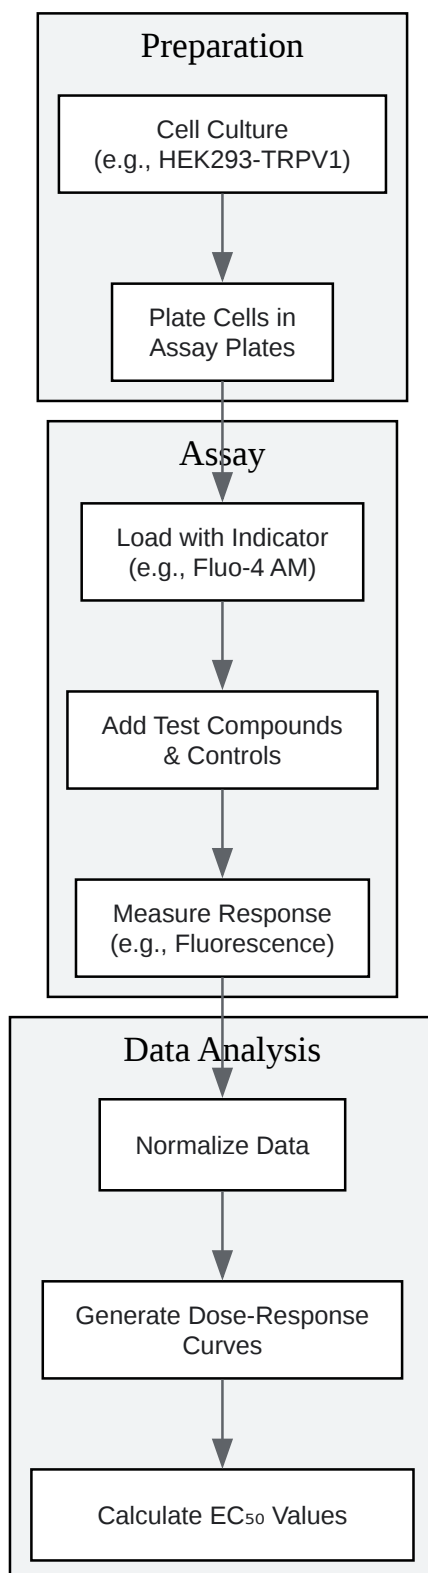 Preparation
Cell Culture
(e.g., HEK293-TRPV1)
Plate Cells in
Assay Plates
Assay
Load with Indicator
(e.g., Fluo-4 AM)
Add Test Compounds
& Controls
Measure Response
(e.g., Fluorescence)
Data Analysis
Normalize Data
Generate Dose-Response
Curves
Calculate EC₅₀ Values